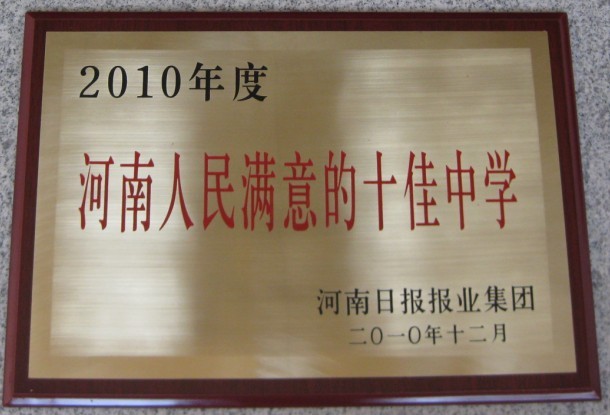 2010年度
河南人民满意的十佳中学
河南日报报业集团
二〇一〇年十二月